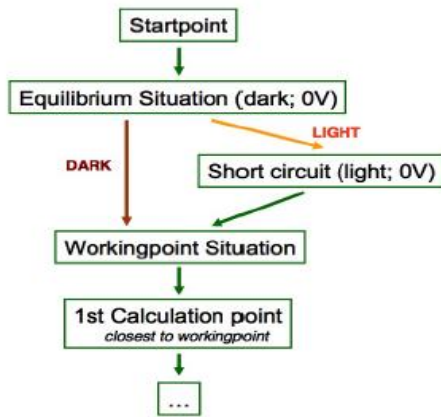 Startpoint
Equilibrium Situation (dark; 0V)
LIGHT
DARK
Short circuit (light; 0V)
Workingpoint Situation
1st Calculation point
closest to workingpoint
...